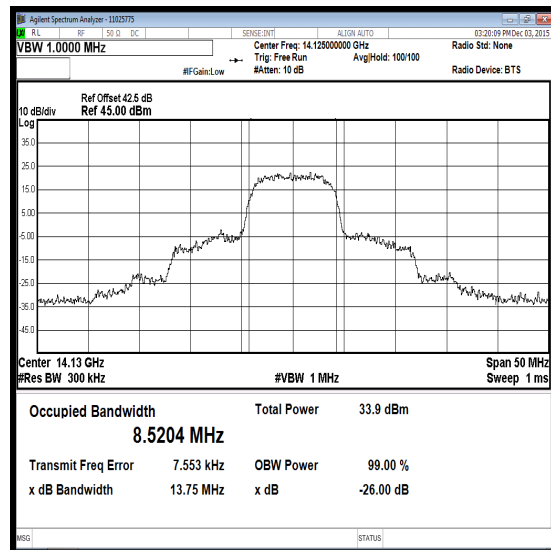 Agilent Spectrum Analyzer - 11025775
LXI RL RF 50 Ω DC SENSE:INT ALIGN AUTO 03:20:09 PM Dec 03, 2015
VBW 1.0000 MHz
Center Freq: 14.125000000 GHz
Radio Std: None
Trig: Free Run
Avg|Hold: 100/100
#IFGain:Low
#Atten: 10 dB
Radio Device: BTS
Ref Offset 42.5 dB
10 dB/div
Ref 45.00 dBm
Log
35.0
25.0
15.0
5.00
-5.00
-15.0
-25.0
-35.0
-45.0
Center 14.13 GHz
Span 50 MHz
#Res BW 300 kHz
#VBW 1 MHz
Sweep 1 ms
Occupied Bandwidth
Total Power 33.9 dBm
8.5204 MHz
Transmit Freq Error 7.553 kHz
OBW Power 99.00 %
x dB Bandwidth 13.75 MHz
x dB -26.00 dB
MSG
STATUS